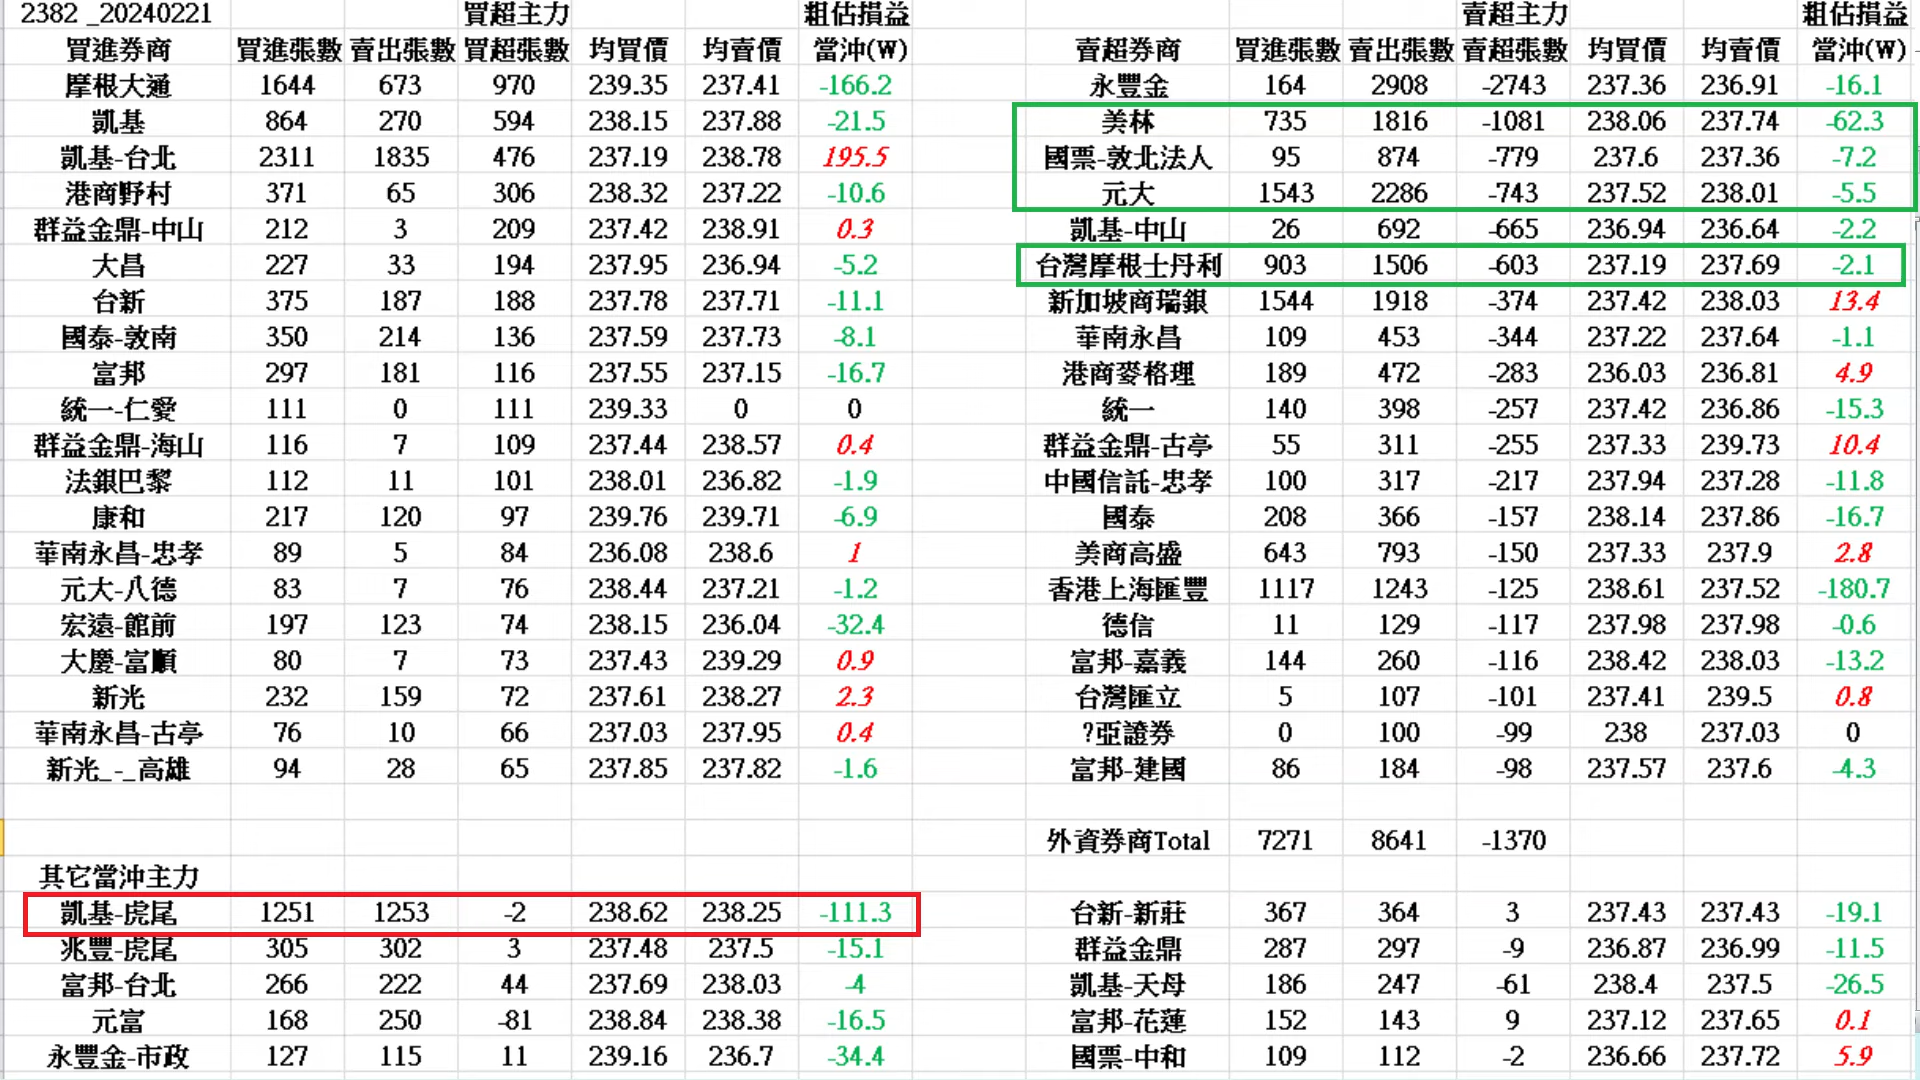 2382 _20240221 買超主力 粗估損益 賣超主力 粗估損益
買進券商 買進張數 賣出張數 買超張數 均買價 均賣價 當沖(W) 賣超券商 買進張數 賣出張數 賣超張數 均買價 均賣價 當沖(W)
摩根大通 1644 673 970 239.35 237.41 -166.2 永豐金 164 2908 -2743 237.36 236.91 -16.1
凱基 864 270 594 238.15 237.88 -21.5 美林 735 1816 -1081 238.06 237.74 -62.3
凱基-台北 2311 1835 476 237.19 238.78 195.5 國票-敦北法人 95 874 -779 237.6 237.36 -7.2
港商野村 371 65 306 238.32 237.22 -10.6 元大 1543 2286 -743 237.52 238.01 -5.5
群益金鼎-中山 212 3 209 237.42 238.91 0.3 凱基-中山 26 692 -665 236.94 236.64 -2.2
大昌 227 33 194 237.95 236.94 -5.2 台灣摩根士丹利 903 1506 -603 237.19 237.69 -2.1
台新 375 187 188 237.78 237.71 -11.1 新加坡商瑞銀 1544 1918 -374 237.42 238.03 13.4
國泰-敦南 350 214 136 237.59 237.73 -8.1 華南永昌 109 453 -344 237.22 237.64 -1.1
富邦 297 181 116 237.55 237.15 -16.7 港商麥格理 189 472 -283 236.03 236.81 4.9
統一-仁愛 111 0 111 239.33 0 0 統一 140 398 -257 237.42 236.86 -15.3
群益金鼎-海山 116 7 109 237.44 238.57 0.4 群益金鼎-古亭 55 311 -255 237.33 239.73 10.4
法銀巴黎 112 11 101 238.01 236.82 -1.9 中國信託-忠孝 100 317 -217 237.94 237.28 -11.8
康和 217 120 97 239.76 239.71 -6.9 國泰 208 366 -157 238.14 237.86 -16.7
華南永昌-忠孝 89 5 84 236.08 238.6 1 美商高盛 643 793 -150 237.33 237.9 2.8
元大-八德 83 7 76 238.44 237.21 -1.2 香港上海匯豐 1117 1243 -125 238.61 237.52 -180.7
宏遠-館前 197 123 74 238.15 236.04 -32.4 德信 11 129 -117 237.98 237.98 -0.6
大慶-富順 80 7 73 237.43 239.29 0.9 富邦-嘉義 144 260 -116 238.42 238.03 -13.2
新光 232 159 72 237.61 238.27 2.3 台灣匯立 5 107 -101 237.41 239.5 0.8
華南永昌-古亭 76 10 66 237.03 237.95 0.4 ?亞證券 0 100 -99 238 237.03 0
新光_-_高雄 94 28 65 237.85 237.82 -1.6 富邦-建國 86 184 -98 237.57 237.6 -4.3
外資券商Total 7271 8641 -1370
其它當沖主力
凱基-虎尾 1251 1253 -2 238.62 238.25 -111.3 台新-新莊 367 364 3 237.43 237.43 -19.1
兆豐-虎尾 305 302 3 237.48 237.5 -15.1 群益金鼎 287 297 -9 236.87 236.99 -11.5
富邦-台北 266 222 44 237.69 238.03 -4 凱基-天母 186 247 -61 238.4 237.5 -26.5
元富 168 250 -81 238.84 238.38 -16.5 富邦-花蓮 152 143 9 237.12 237.65 0.1
永豐金-市政 127 115 11 239.16 236.7 -34.4 國票-中和 109 112 -2 236.66 237.72 5.9